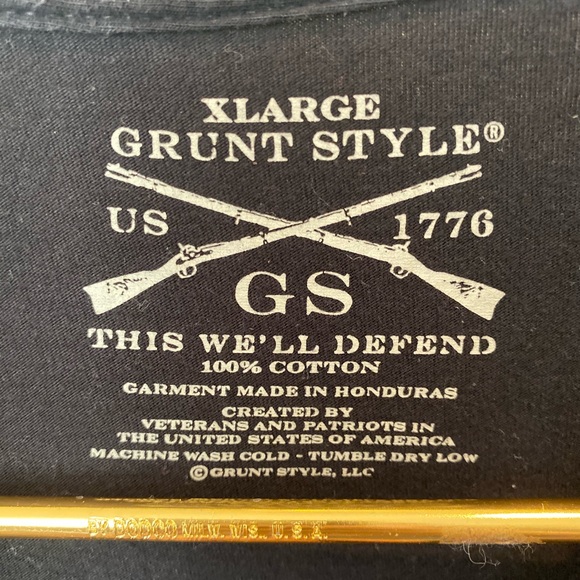 XLARGE
GRUNT STYLE®
US 1776
GS
THIS WE'LL DEFEND
100% COTTON
GARMENT MADE IN HONDURAS
CREATED BY
VETERANS AND PATRIOTS IN
THE UNITED STATES OF AMERICA
MACHINE WASH COLD - TUMBLE DRY LOW
©GRUNT STYLE, LLC
U.S.A.